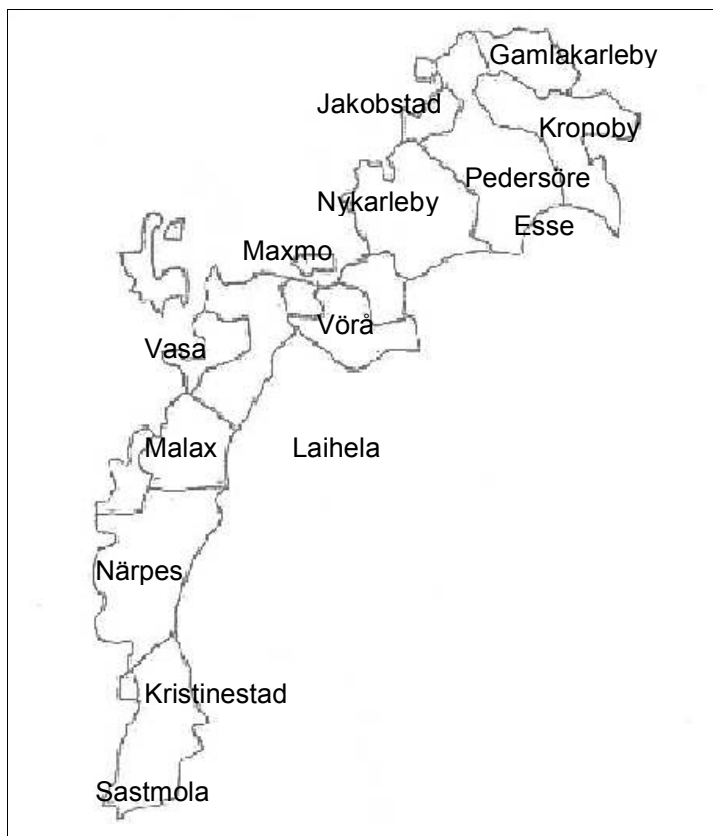 Gamlakarleby
Jakobstad
Kronoby
Pedersöre
Nykarleby
Esse
Maxmo
Vörå
Vasa
Malax
Laihela
Närpes
Kristinestad
Sastmola